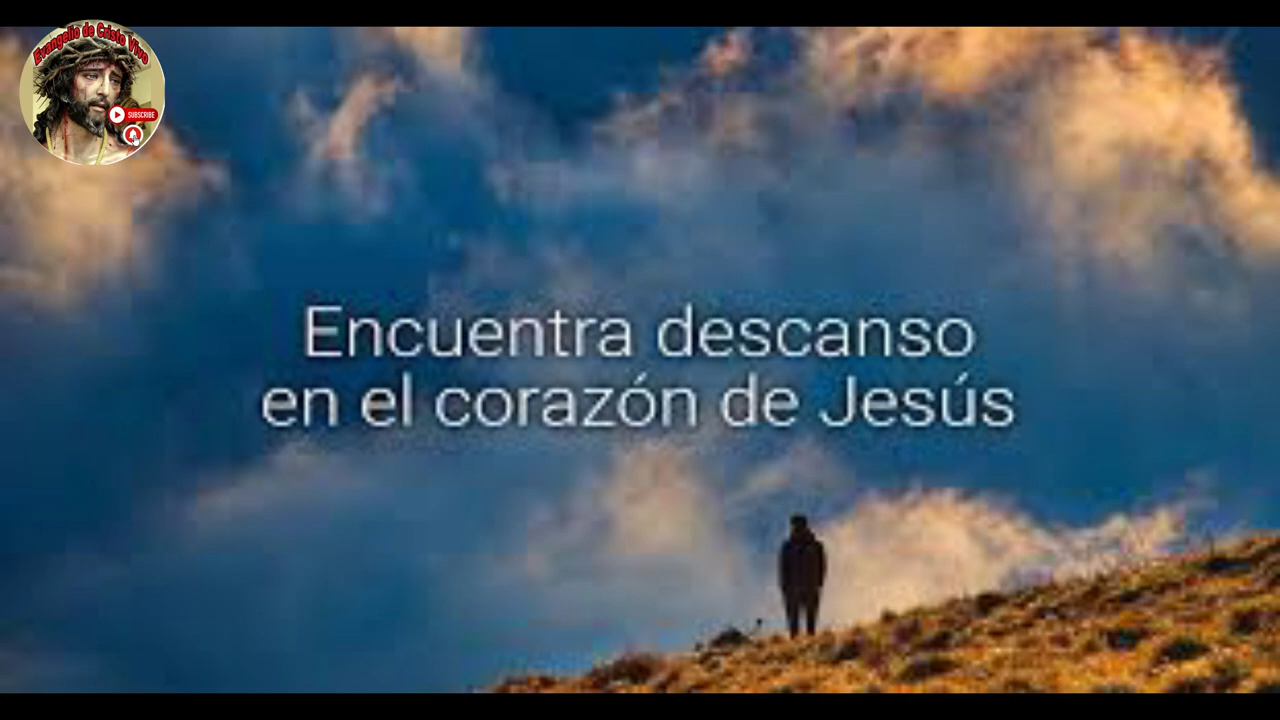 Evangelio de Cristo Vivo
SUBSCRIBE
Encuentra descanso
en el corazón de Jesús